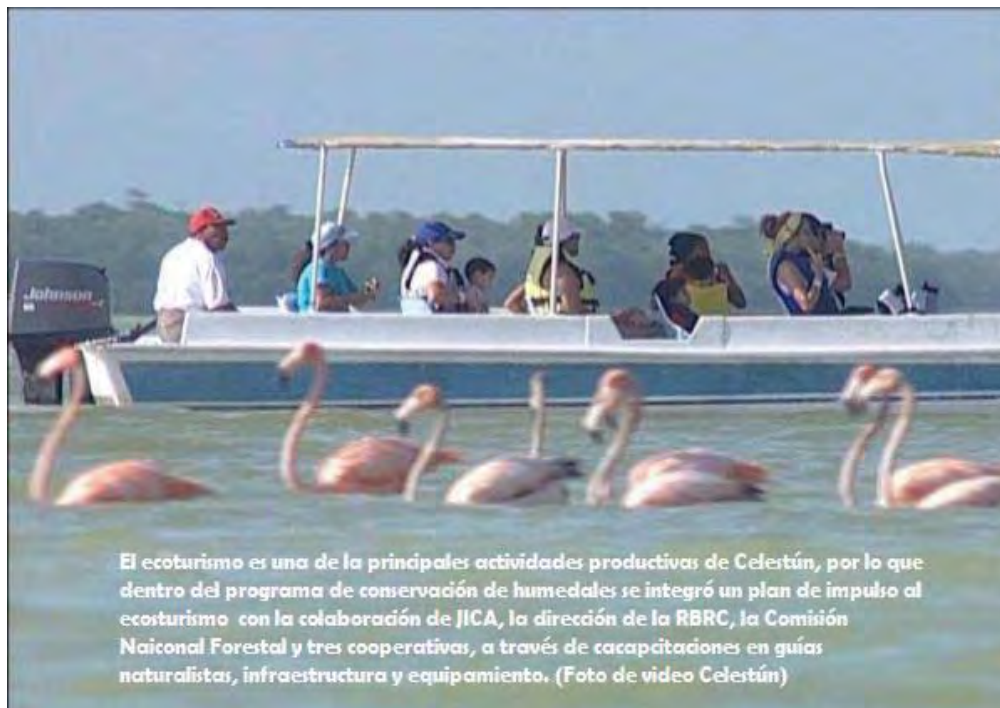 Johnson
El ecoturismo es una de la principales actividades productivas de Celestún, por lo que
dentro del programa de conservación de humedales se integró un plan de impulso al
ecosturismo con la colaboración de JICA, la dirección de la RBRC, la Comisión
Naiconal Forestal y tres cooperativas, a través de cacapcitaciones en guías
naturalistas, infraestructura y equipamiento. (Foto de video Celestún)